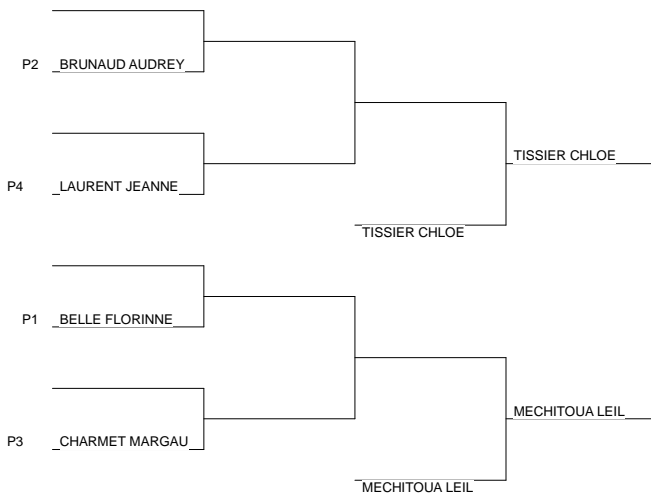 P2 BRUNAUD AUDREY
TISSIER CHLOE
P4 LAURENT JEANNE
TISSIER CHLOE
P1 BELLE FLORINNE
MECHITOUA LEIL
P3 CHARMET MARGAU
MECHITOUA LEIL